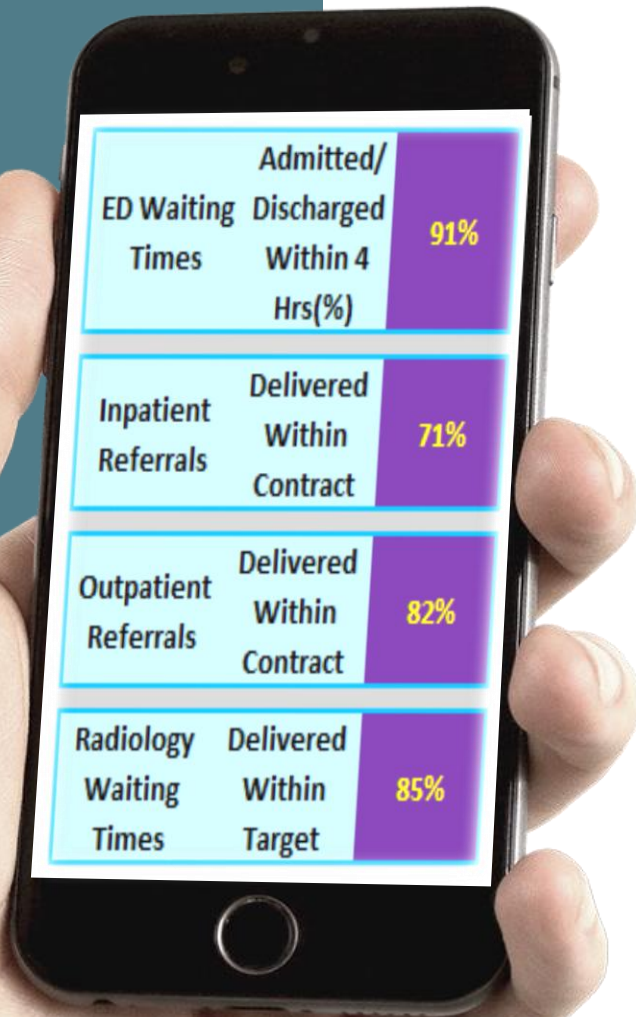 ED Waiting
Times
Admitted/
Discharged
Within 4
Hrs(%)
91%
Inpatient
Referrals
Delivered
Within
Contract
71%
Outpatient
Referrals
Delivered
Within
Contract
82%
Radiology
Waiting
Times
Delivered
Within
Target
85%